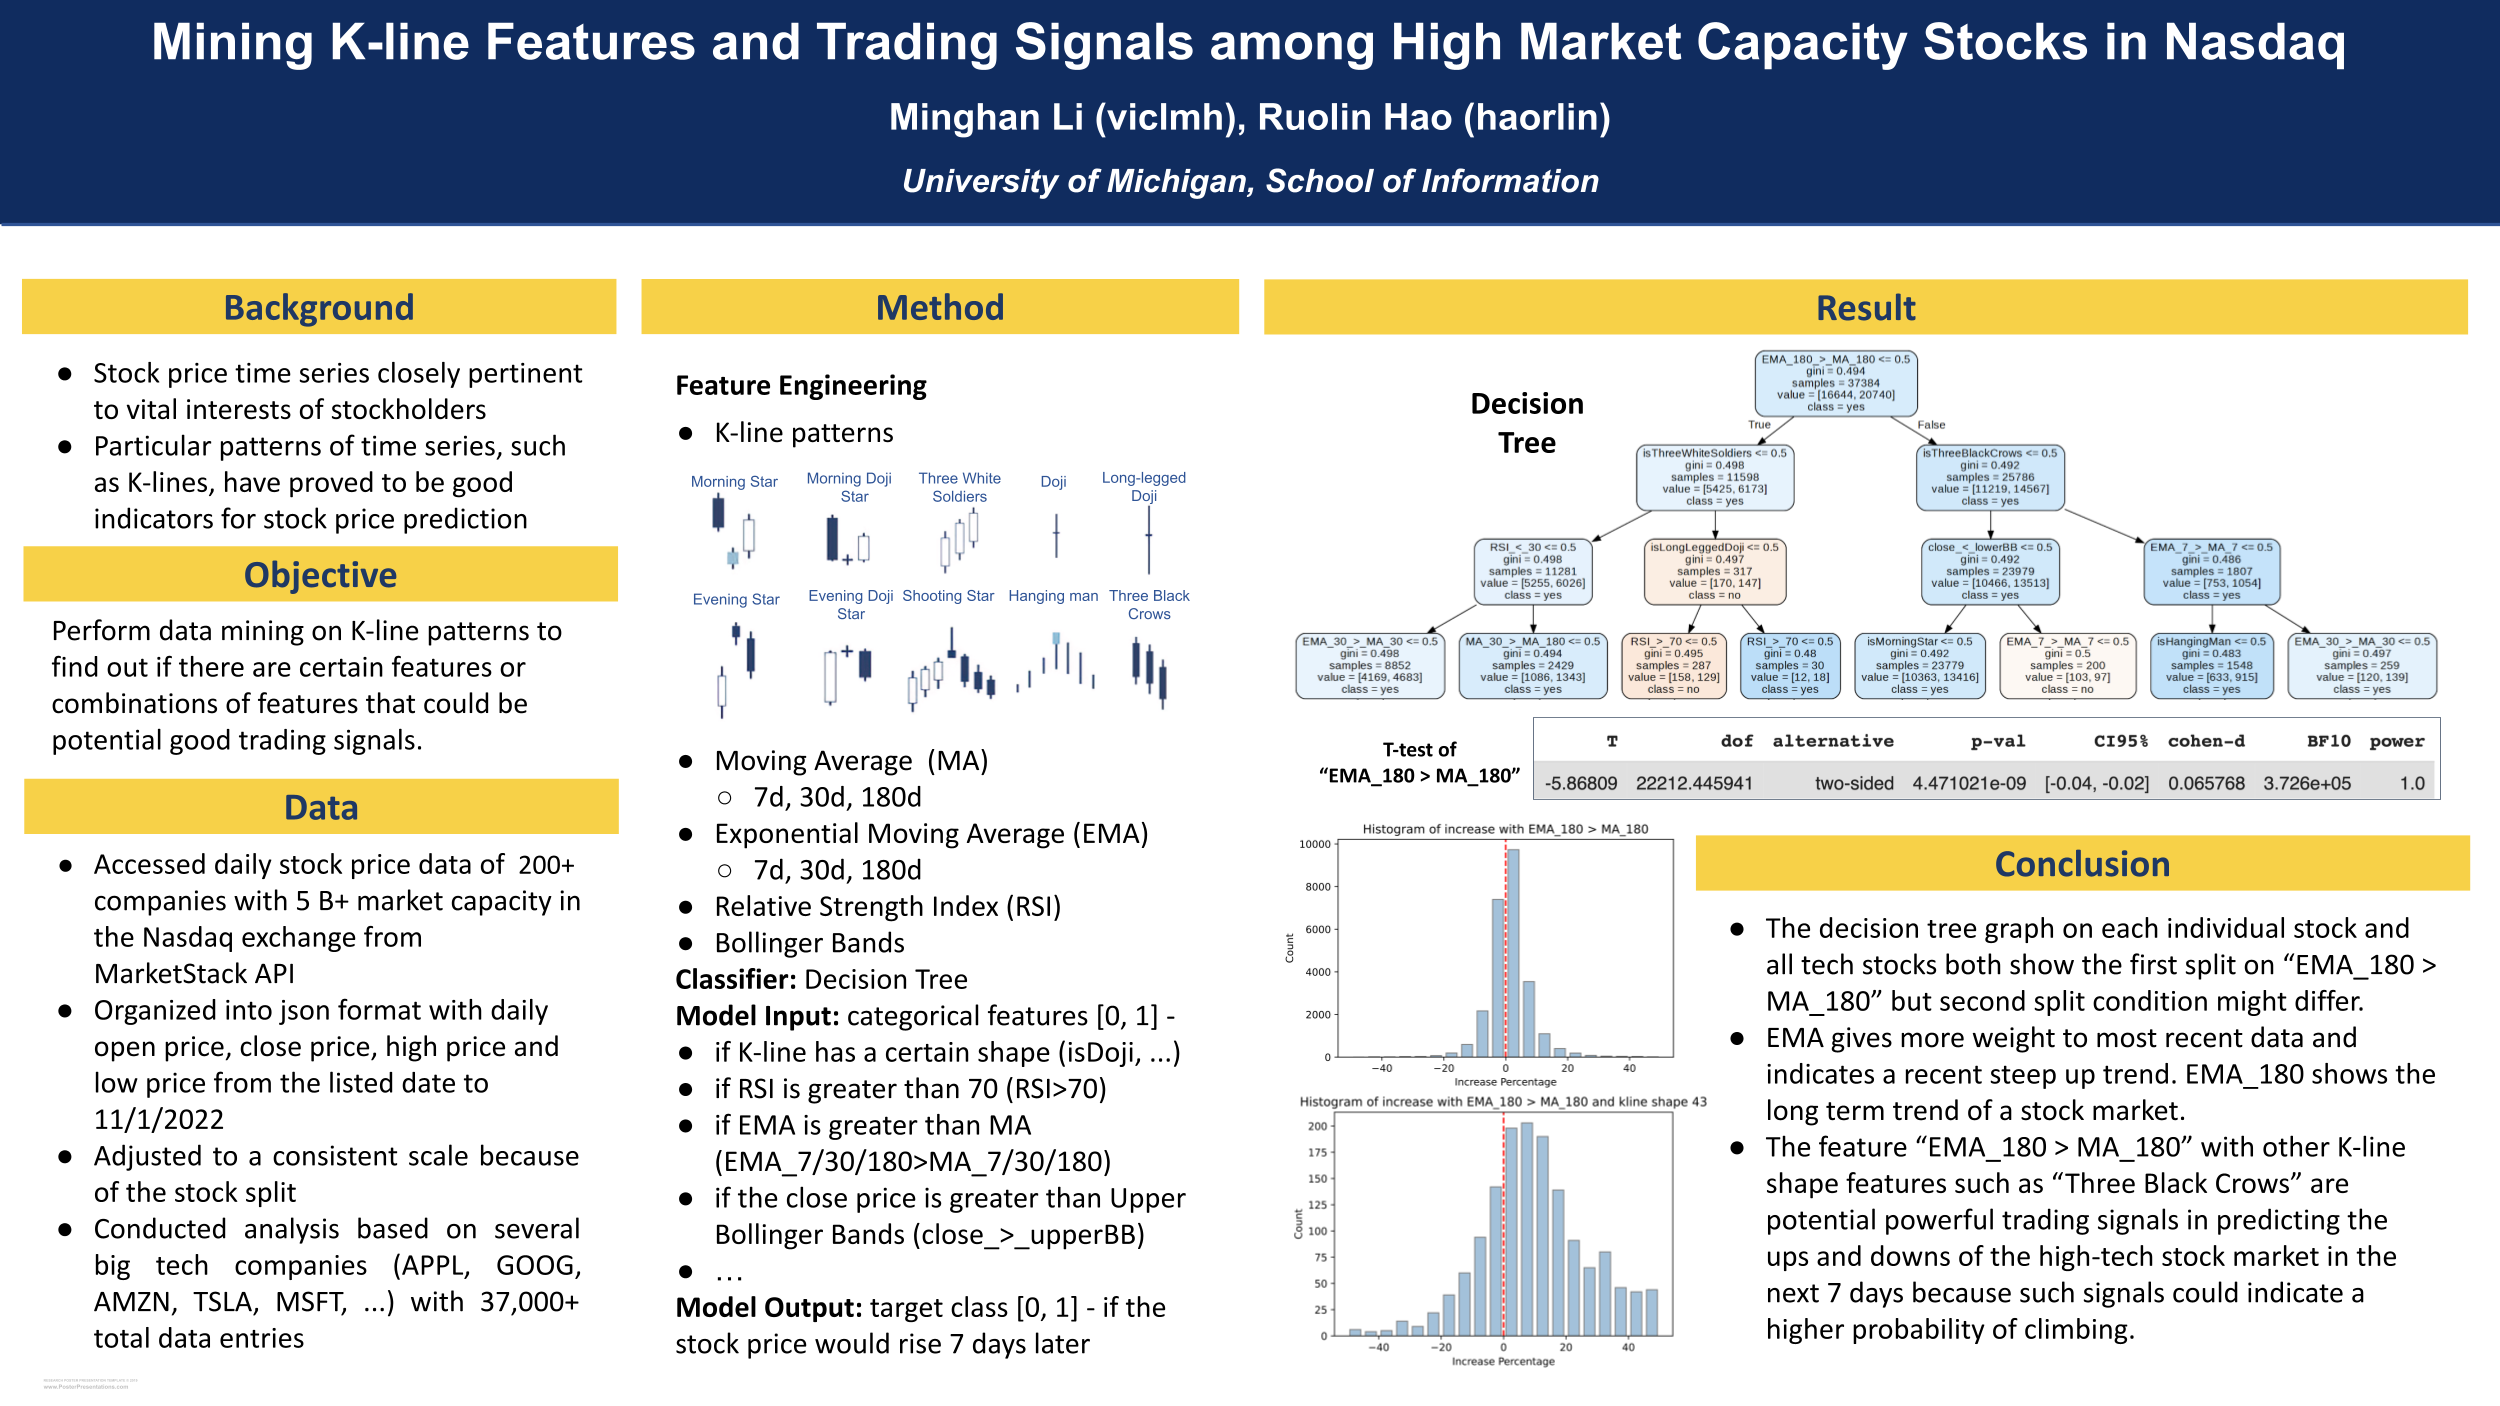 Mining K-line Features and Trading Signals among High Market Capacity Stocks in Nasdaq
Minghan Li (viclmh), Ruolin Hao (haorlin)
University of Michigan, School of Information
Background
● Stock price time series closely pertinent
to vital interests of stockholders
● Particular patterns of time series, such
as K-lines, have proved to be good
indicators for stock price prediction
Objective
Perform data mining on K-line patterns to
find out if there are certain features or
combinations of features that could be
potential good trading signals.
Data
● Accessed daily stock price data of 200+
companies with 5 B+ market capacity in
the Nasdaq exchange from
MarketStack API
● Organized into json format with daily
open price, close price, high price and
low price from the listed date to
11/1/2022
● Adjusted to a consistent scale because
of the stock split
● Conducted analysis based on several
big tech companies (APPL, GOOG,
AMZN, TSLA, MSFT, ...) with 37,000+
total data entries
RESEARCH POSTER PRESENTATION TEMPLATE © 2019
www.PosterPresentations.com
Method
Feature Engineering
● K-line patterns
Morning Star
Morning Doji
Star
Three White
Soldiers
Doji
Long-legged
Doji
Evening Star
Evening Doji
Star
Shooting Star
Hanging man
Three Black
Crows
● Moving Average (MA)
○ 7d, 30d, 180d
● Exponential Moving Average (EMA)
○ 7d, 30d, 180d
● Relative Strength Index (RSI)
● Bollinger Bands
Classifier: Decision Tree
Model Input: categorical features [0, 1] -
● if K-line has a certain shape (isDoji, ...)
● if RSI is greater than 70 (RSI>70)
● if EMA is greater than MA
(EMA_7/30/180>MA_7/30/180)
● if the close price is greater than Upper
Bollinger Bands (close_>_upperBB)
● ...
Model Output: target class [0, 1] - if the
stock price would rise 7 days later
Result
Decision
Tree
EMA_180_>_MA_180 <= 0.5
gini = 0.494
samples = 37384
value = [16644, 20740]
class = yes
True
False
isThreeWhiteSoldiers <= 0.5
gini = 0.498
samples = 11598
value = [5425, 6173]
class = yes
isThreeBlackCrows <= 0.5
gini = 0.492
samples = 25786
value = [11219, 14567]
class = yes
RSI_<_30 <= 0.5
gini = 0.498
samples = 11281
value = [5255, 6026]
class = yes
isLongLeggedDoji <= 0.5
gini = 0.497
samples = 317
value = [170, 147]
class = no
close_<_lowerBB <= 0.5
gini = 0.492
samples = 23979
value = [10466, 13513]
class = yes
EMA_7_>_MA_7 <= 0.5
gini = 0.486
samples = 1807
value = [753, 1054]
class = yes
EMA_30_>_MA_30 <= 0.5
gini = 0.498
samples = 8852
value = [4169, 4683]
class = yes
MA_30_>_MA_180 <= 0.5
gini = 0.494
samples = 2429
value = [1086, 1343]
class = yes
RSI_>_70 <= 0.5
gini = 0.495
samples = 287
value = [158, 129]
class = no
RSI_>_70 <= 0.5
gini = 0.48
samples = 30
value = [12, 18]
class = yes
isMorningStar <= 0.5
gini = 0.492
samples = 23779
value = [10363, 13416]
class = yes
EMA_7_>_MA_7 <= 0.5
gini = 0.5
samples = 200
value = [103, 97]
class = no
isHangingMan <= 0.5
gini = 0.483
samples = 1548
value = [633, 915]
class = yes
EMA_30_>_MA_30 <= 0.5
gini = 0.497
samples = 259
value = [120, 139]
class = yes
T-test of
“EMA_180 > MA_180”
T dof alternative p-val CI95% cohen-d BF10 power
-5.86809 22212.445941 two-sided 4.471021e-09 [-0.04, -0.02] 0.065768 3.726e+05 1.0
Histogram of increase with EMA_180 > MA_180
10000
8000
6000
4000
2000
0
Count
−40 −20 0 20 40
Increase Percentage
Histogram of increase with EMA_180 > MA_180 and kline shape 43
200
175
150
125
100
75
50
25
0
Count
−40 −20 0 20 40
Increase Percentage
Conclusion
● The decision tree graph on each individual stock and
all tech stocks both show the first split on “EMA_180 >
MA_180” but second split condition might differ.
● EMA gives more weight to most recent data and
indicates a recent steep up trend. EMA_180 shows the
long term trend of a stock market.
● The feature “EMA_180 > MA_180” with other K-line
shape features such as “Three Black Crows” are
potential powerful trading signals in predicting the
ups and downs of the high-tech stock market in the
next 7 days because such signals could indicate a
higher probability of climbing.